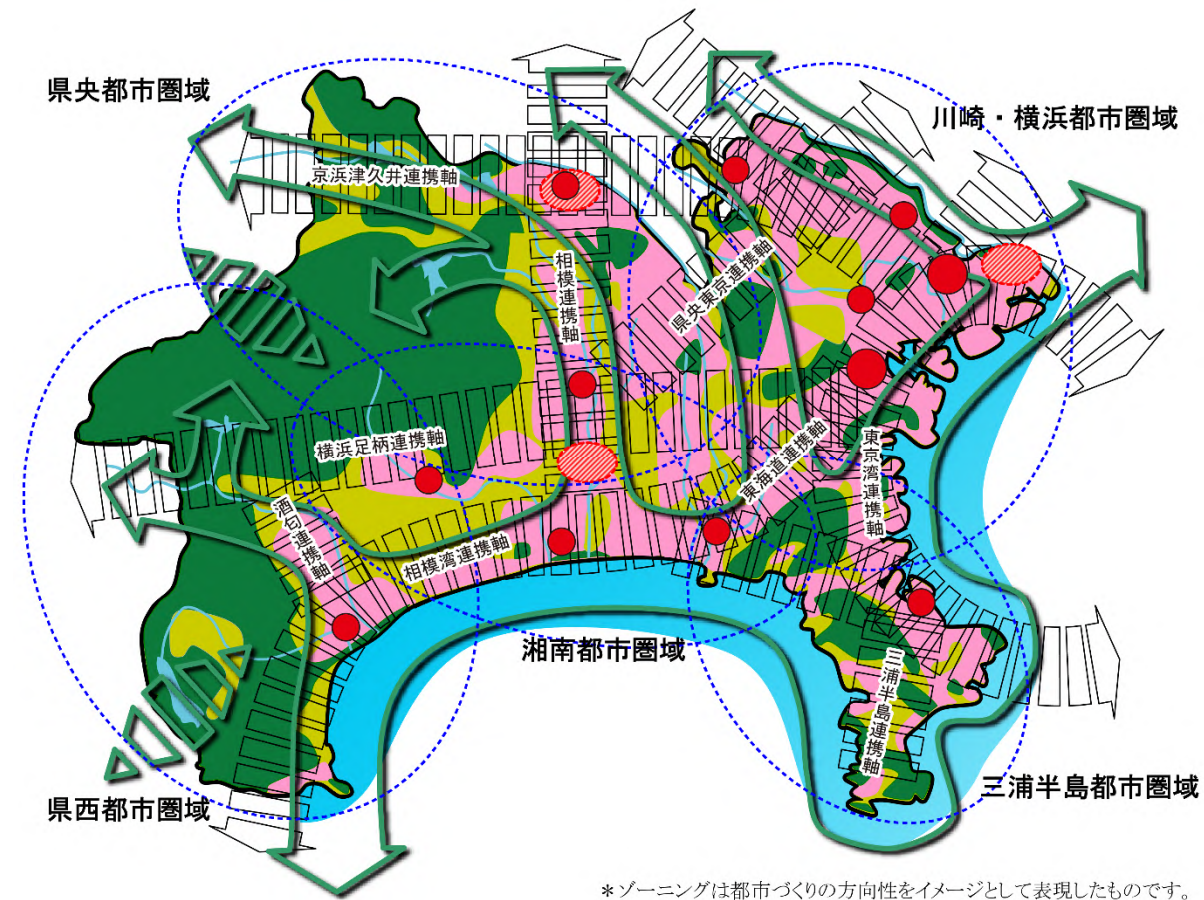 県央都市圏域
川崎・横浜都市圏域
京浜津久井連携軸
相模連携軸
県央東京連携軸
横浜足柄連携軸
東海道連携軸
東京湾連携軸
酒匂連携軸
相模湾連携軸
湘南都市圏域
三浦半島連携軸
県西都市圏域
三浦半島都市圏域
＊ゾーニングは都市づくりの方向性をイメージとして表現したものです。